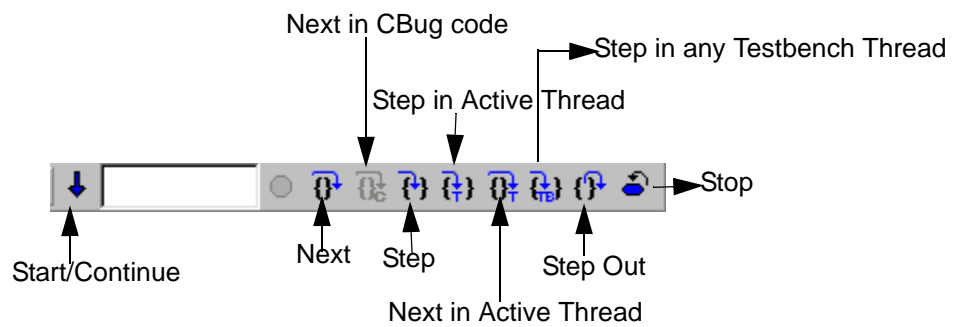 Next in CBug code
Step in any Testbench Thread
Step in Active Thread
{} {}C {} {T} {}T {TB} {}
Stop
Next
Step
Step Out
Start/Continue
Next in Active Thread